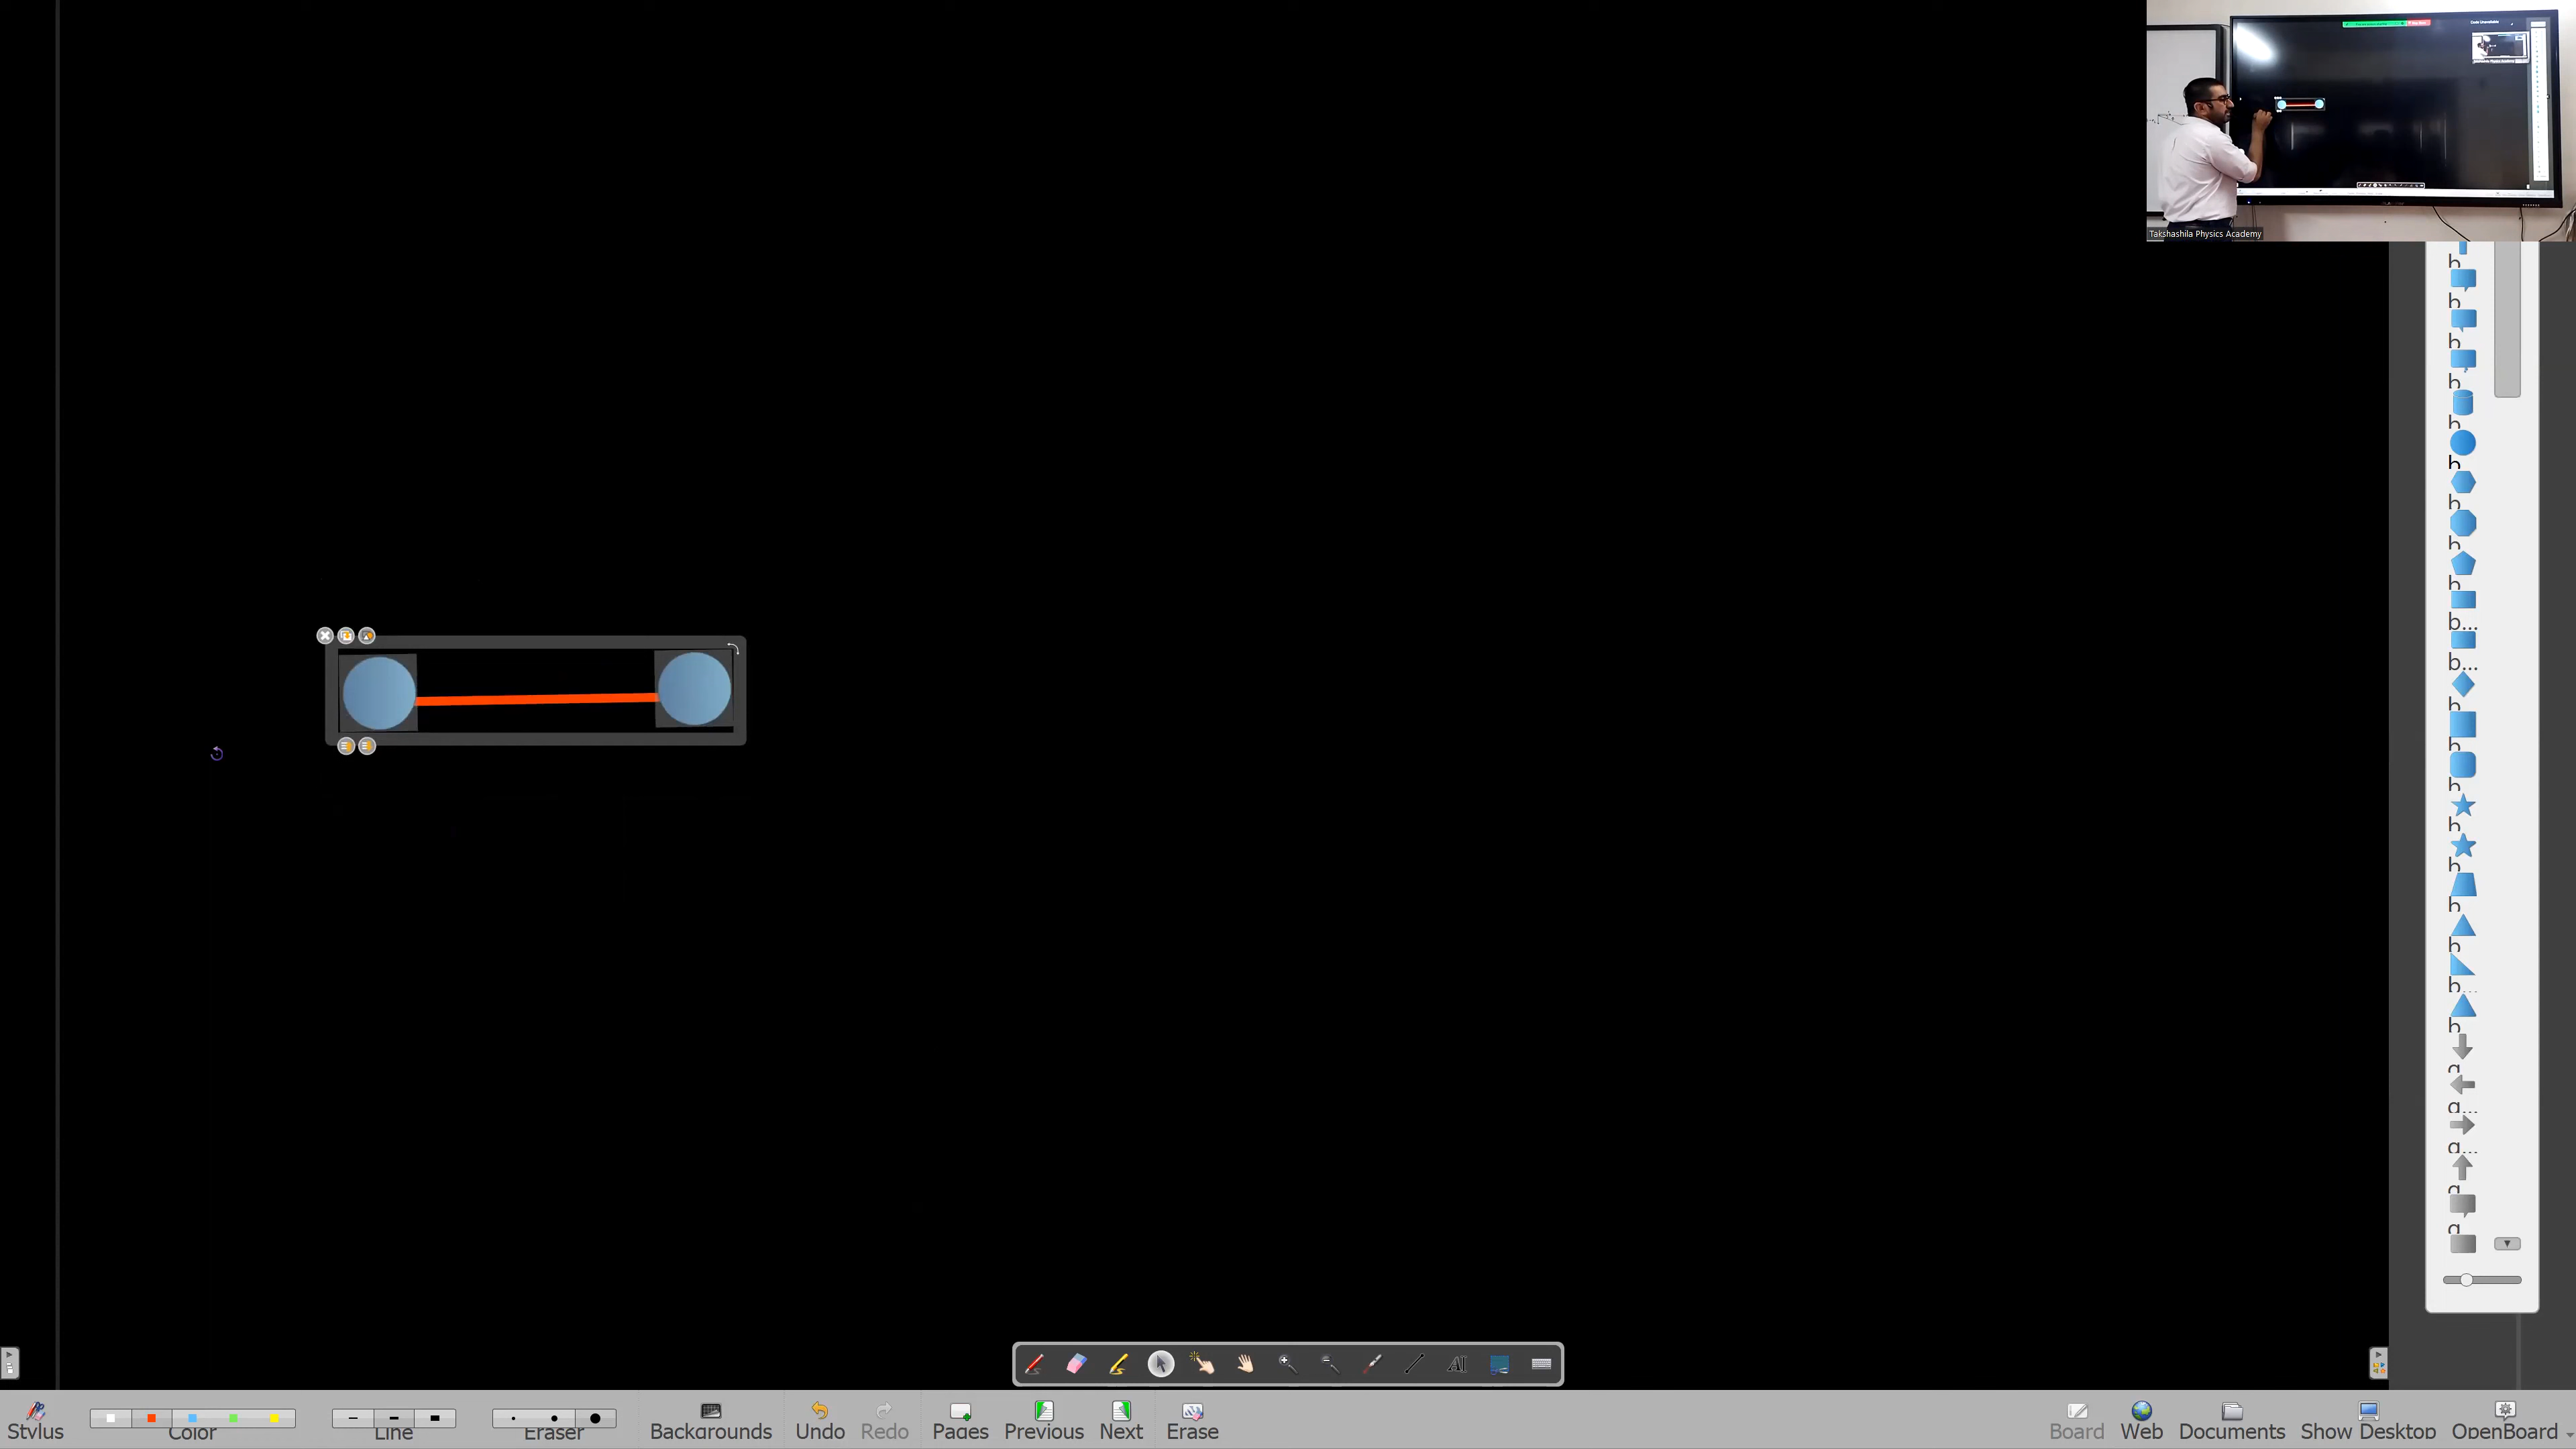 Takshashila Physics Academy
b
b
b
b
b
b
b
b
b
b...
b...
b
b
b
b
b
b
b
b...
b
g
g...
g...
g
g
Stylus
Color
Line
Eraser
Backgrounds
Undo
Redo
Pages
Previous
Next
Erase
Board
Web
Documents
Show Desktop
OpenBoard